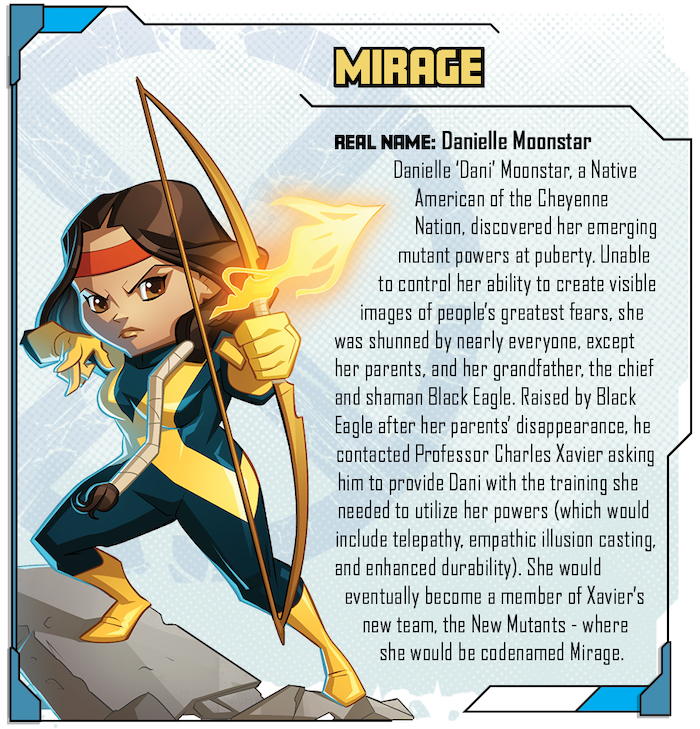 MIRAGE
REAL NAME: Danielle Moonstar
Danielle ‘Dani’ Moonstar, a Native
American of the Cheyenne
Nation, discovered her emerging
mutant powers at puberty. Unable
to control her ability to create visible
images of people’s greatest fears, she
was shunned by nearly everyone, except
her parents, and her grandfather, the chief
and shaman Black Eagle. Raised by Black
Eagle after her parents’ disappearance, he
contacted Professor Charles Xavier asking
him to provide Dani with the training she
needed to utilize her powers (which would
include telepathy, empathic illusion casting,
and enhanced durability). She would
eventually become a member of Xavier’s
new team, the New Mutants - where
she would be codenamed Mirage.